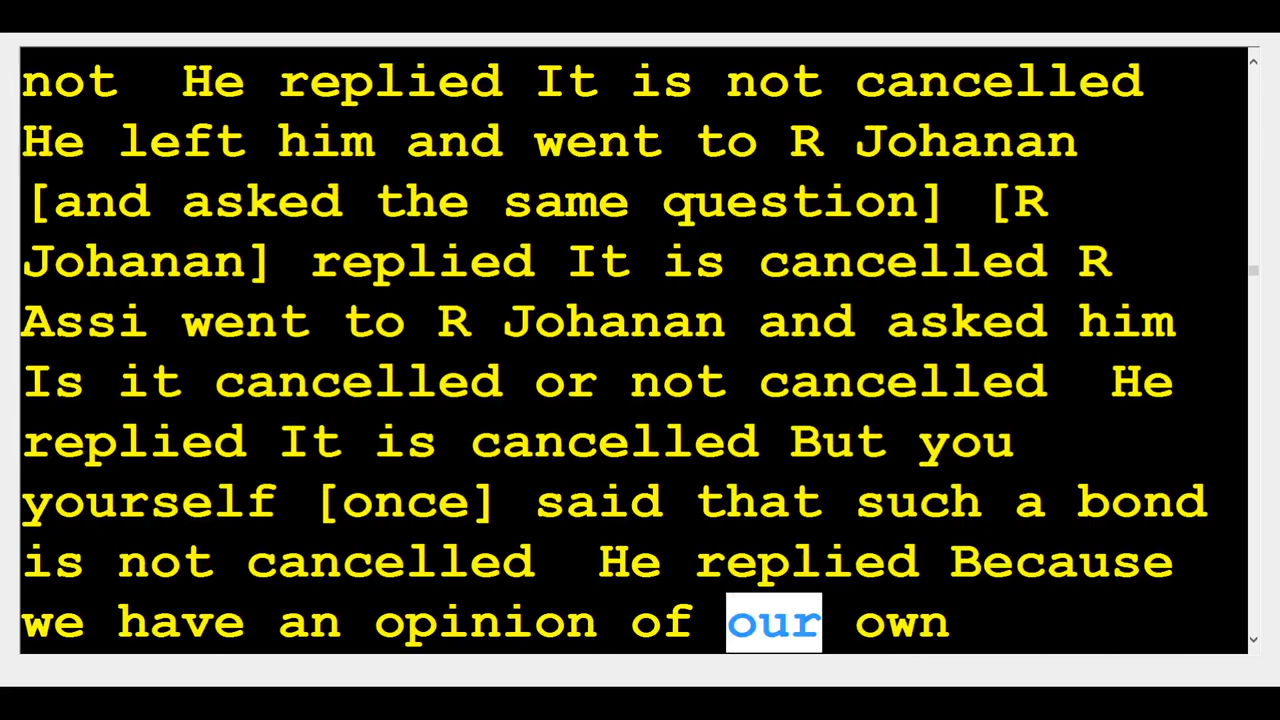 not  He replied It is not cancelled
He left him and went to R Johanan
[and asked the same question] [R
Johanan] replied It is cancelled R
Assi went to R Johanan and asked him
Is it cancelled or not cancelled  He
replied It is cancelled But you
yourself [once] said that such a bond
is not cancelled  He replied Because
we have an opinion of our own